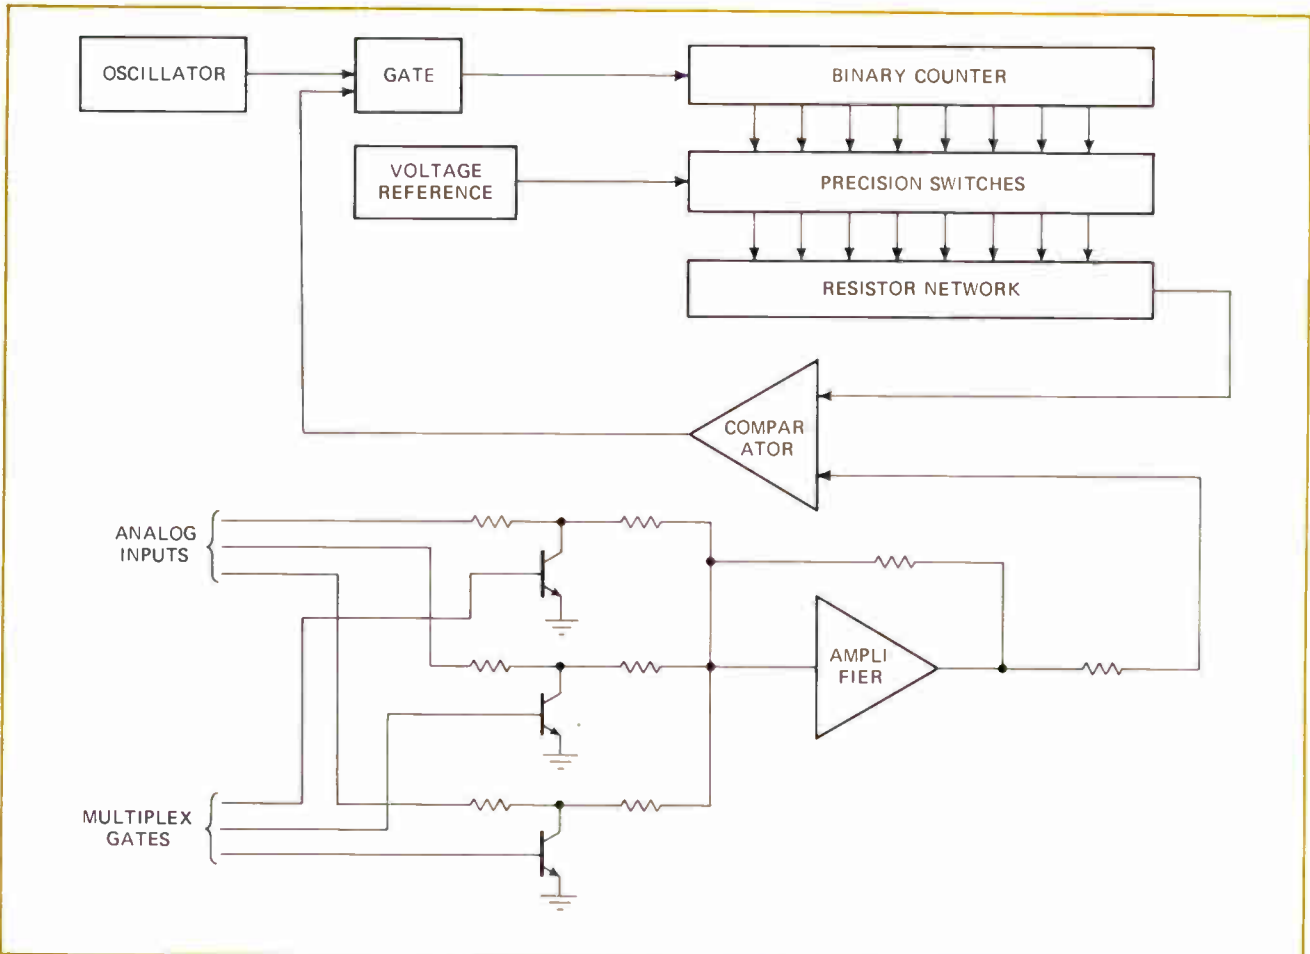 OSCILLATOR
GATE
BINARY COUNTER
VOLTAGE
REFERENCE
PRECISION SWITCHES
RESISTOR NETWORK
COMPAR
ATOR
ANALOG
INPUTS
AMPLI
FIER
MULTIPLEX
GATES